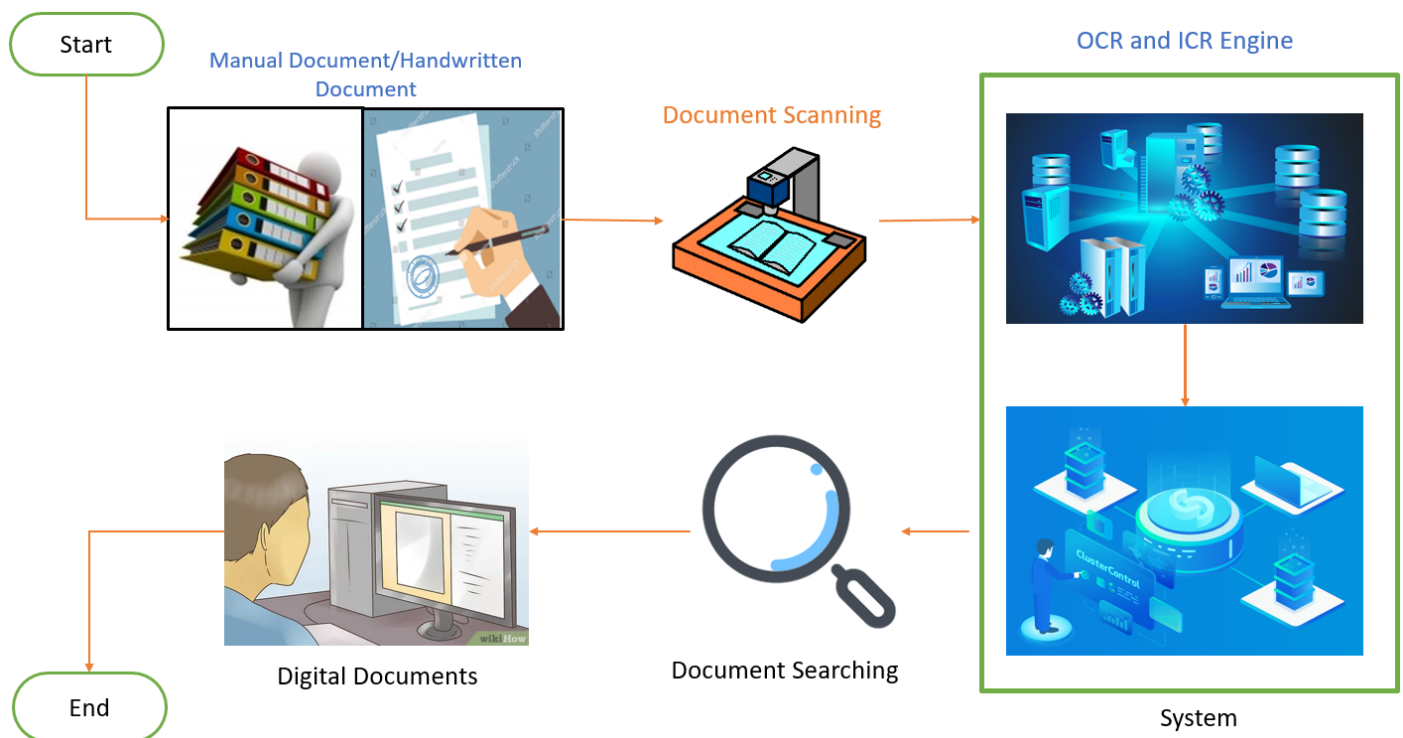 Start
Manual Document/Handwritten
Document
shutterstock
Document Scanning
OCR and ICR Engine
ClusterControl
wikiHow
Digital Documents
Document Searching
System
End